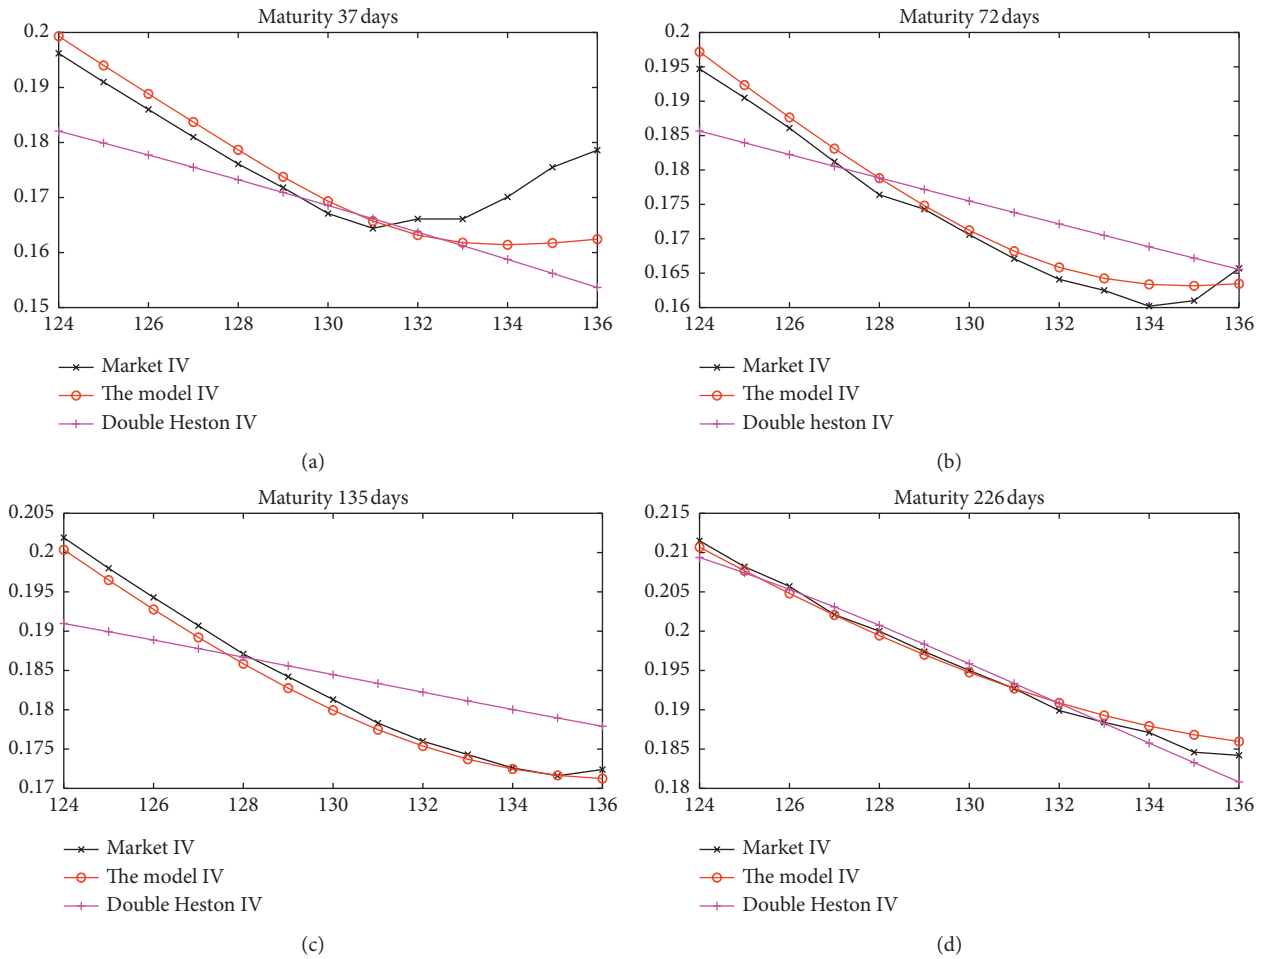 Maturity 37 days
0.2
0.19
0.18
0.17
0.16
0.15
124 126 128 130 132 134 136
Market IV
The model IV
Double Heston IV
(a)
Maturity 72 days
0.2
0.195
0.19
0.185
0.18
0.175
0.17
0.165
0.16
124 126 128 130 132 134 136
Market IV
The model IV
Double heston IV
(b)
Maturity 135 days
0.205
0.2
0.195
0.19
0.185
0.18
0.175
0.17
124 126 128 130 132 134 136
Market IV
The model IV
Double Heston IV
(c)
Maturity 226 days
0.215
0.21
0.205
0.2
0.195
0.19
0.185
0.18
124 126 128 130 132 134 136
Market IV
The model IV
Double Heston IV
(d)